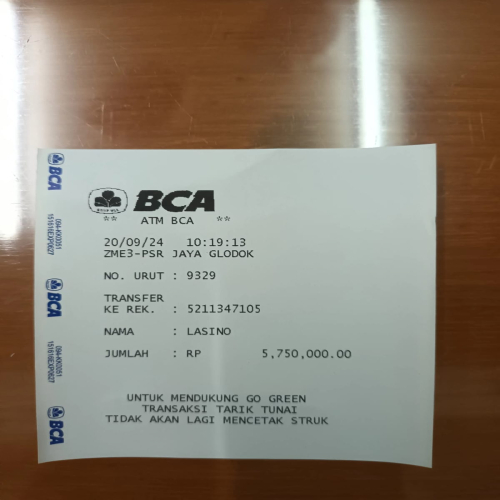 BCA
** ATM BCA **
20/09/24 10:19:13
ZME3-PSR JAYA GLODOK
NO. URUT : 9329
TRANSFER
KE REK. : 5211347105
NAMA : LASINO
JUMLAH : RP 5,750,000.00
UNTUK MENDUKUNG GO GREEN
TRANSAKSI TARIK TUNAI
TIDAK AKAN LAGI MENCETAK STRUK
BCA
BCA
BCA